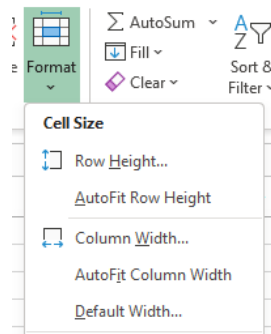 AutoSum
Format
Fill
Sort &
Clear
Filter
Cell Size
Row Height...
AutoFit Row Height
Column Width...
AutoFit Column Width
Default Width...